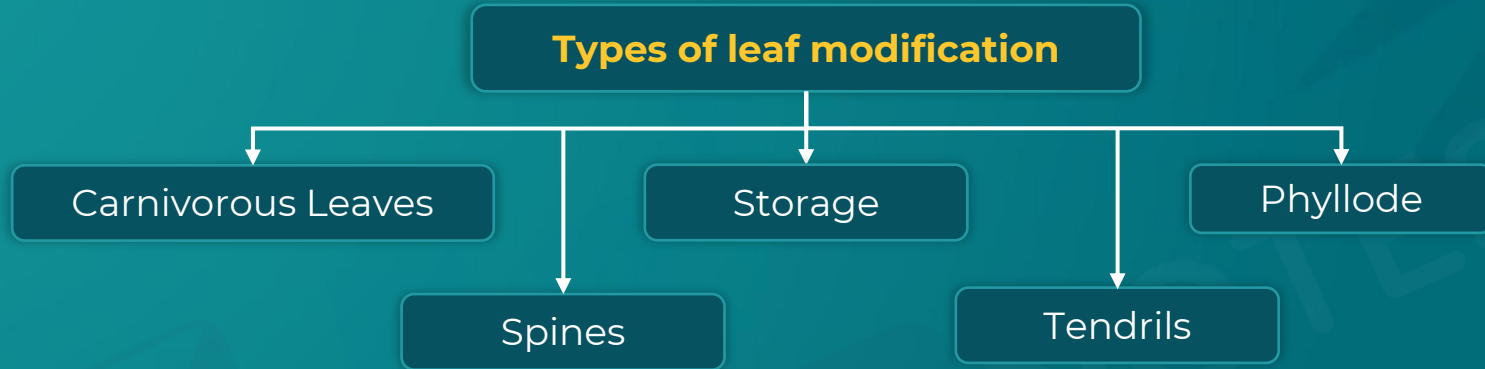 Types of leaf modification
Carnivorous Leaves
Storage
Phyllode
Spines
Tendrils